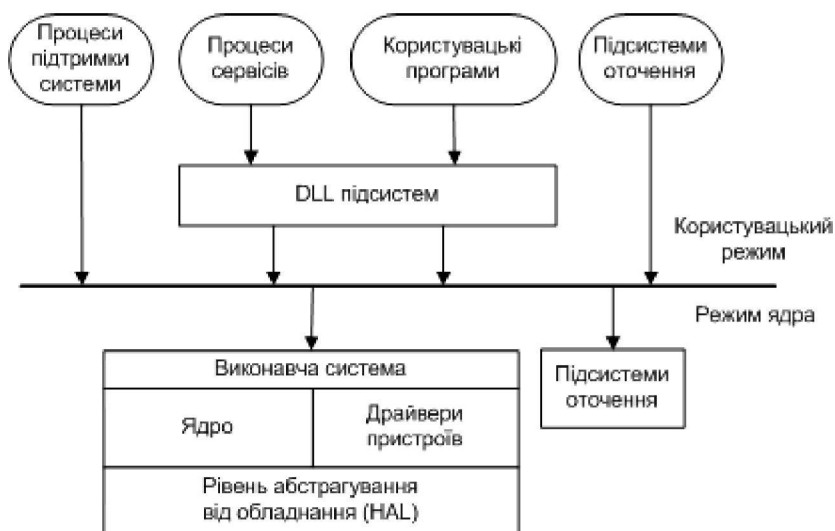 Процеси
підтримки
системи
Процеси
сервісів
Користувацькі
програми
Підсистеми
оточення
DLL підсистем
Користувацький
режим
Режим ядра
Виконавча система
Ядро
Драйвери
пристроїв
Рівень абстрагування
від обладнання (HAL)
Підсистеми
оточення